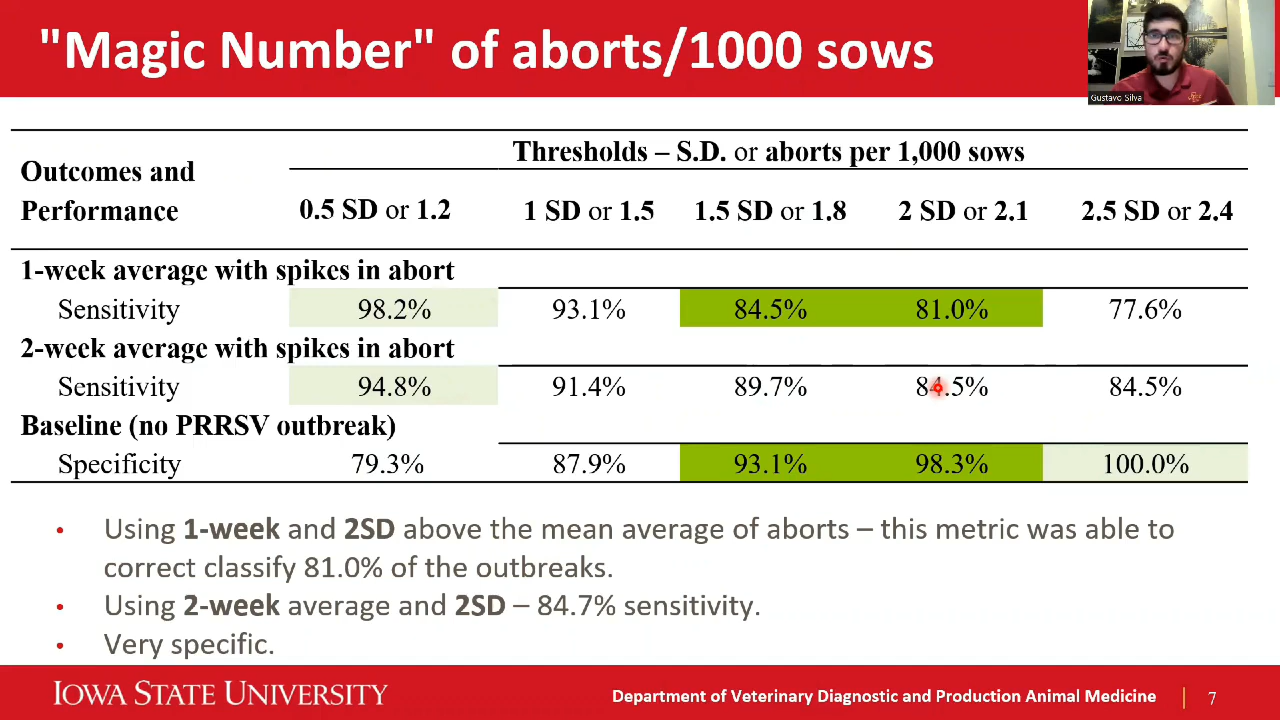 "Magic Number" of aborts/1000 sows
Gustavo Silva
Outcomes and Performance
Thresholds – S.D. or aborts per 1,000 sows
0.5 SD or 1.2 1 SD or 1.5 1.5 SD or 1.8 2 SD or 2.1 2.5 SD or 2.4
1-week average with spikes in abort
Sensitivity 98.2% 93.1% 84.5% 81.0% 77.6%
2-week average with spikes in abort
Sensitivity 94.8% 91.4% 89.7% 84.5% 84.5%
Baseline (no PRRSV outbreak)
Specificity 79.3% 87.9% 93.1% 98.3% 100.0%
• Using 1-week and 2SD above the mean average of aborts – this metric was able to
correct classify 81.0% of the outbreaks.
• Using 2-week average and 2SD – 84.7% sensitivity.
• Very specific.
IOWA STATE UNIVERSITY
Department of Veterinary Diagnostic and Production Animal Medicine 7